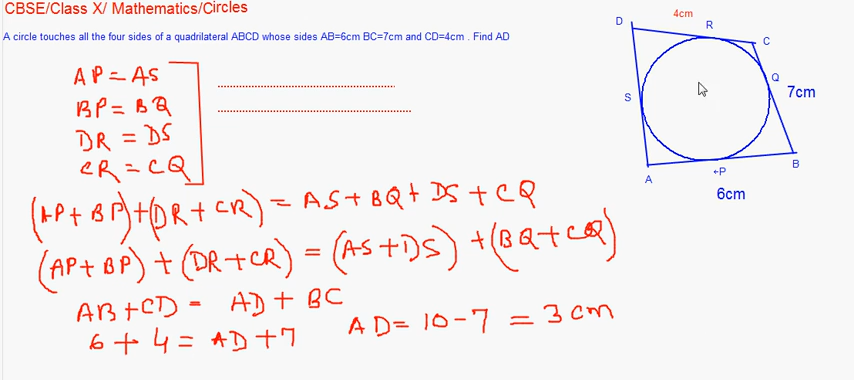 CBSE/Class X/ Mathematics/Circles
A circle touches all the four sides of a quadrilateral ABCD whose sides AB=6cm BC=7cm and CD=4cm . Find AD
AP = AS
BP = BQ
DR = DS
CR = CQ
(AP + BP) + (DR + CR) = AS + BQ + DS + CQ
(AP + BP) + (DR + CR) = (AS + DS) + (BQ + CQ)
AB + CD = AD + BC
6 + 4 = AD + 7
AD = 10 - 7 = 3 cm
4cm
D
R
C
Q
7cm
S
B
A
←P
6cm